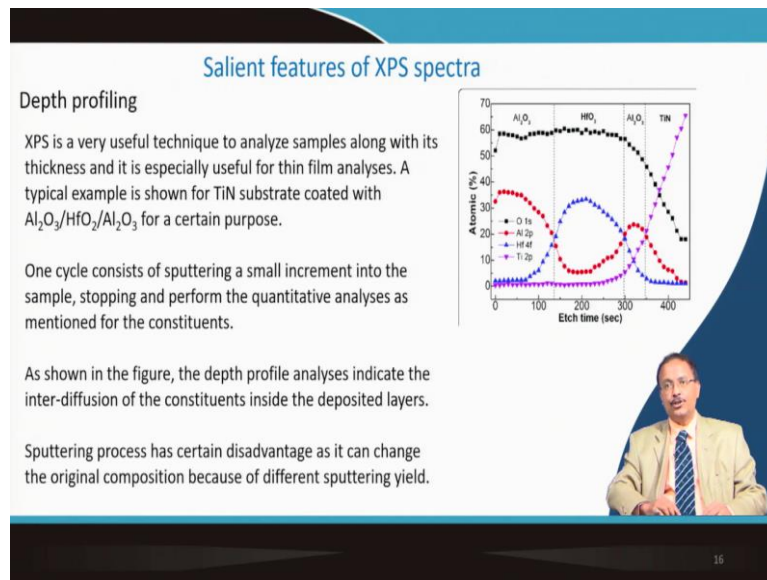 Salient features of XPS spectra
Depth profiling
XPS is a very useful technique to analyze samples along with its
thickness and it is especially useful for thin film analyses. A
typical example is shown for TiN substrate coated with
Al₂O₃/HfO₂/Al₂O₃ for a certain purpose.
One cycle consists of sputtering a small increment into the
sample, stopping and perform the quantitative analyses as
mentioned for the constituents.
As shown in the figure, the depth profile analyses indicate the
inter-diffusion of the constituents inside the deposited layers.
Sputtering process has certain disadvantage as it can change
the original composition because of different sputtering yield.
Al₂O₃ HfO₂ Al₂O₃ TiN
70
60
50
40
30
20
10
0
Atomic (%)
O 1s
Al 2p
Hf 4f
Ti 2p
0 100 200 300 400
Etch time (sec)
16